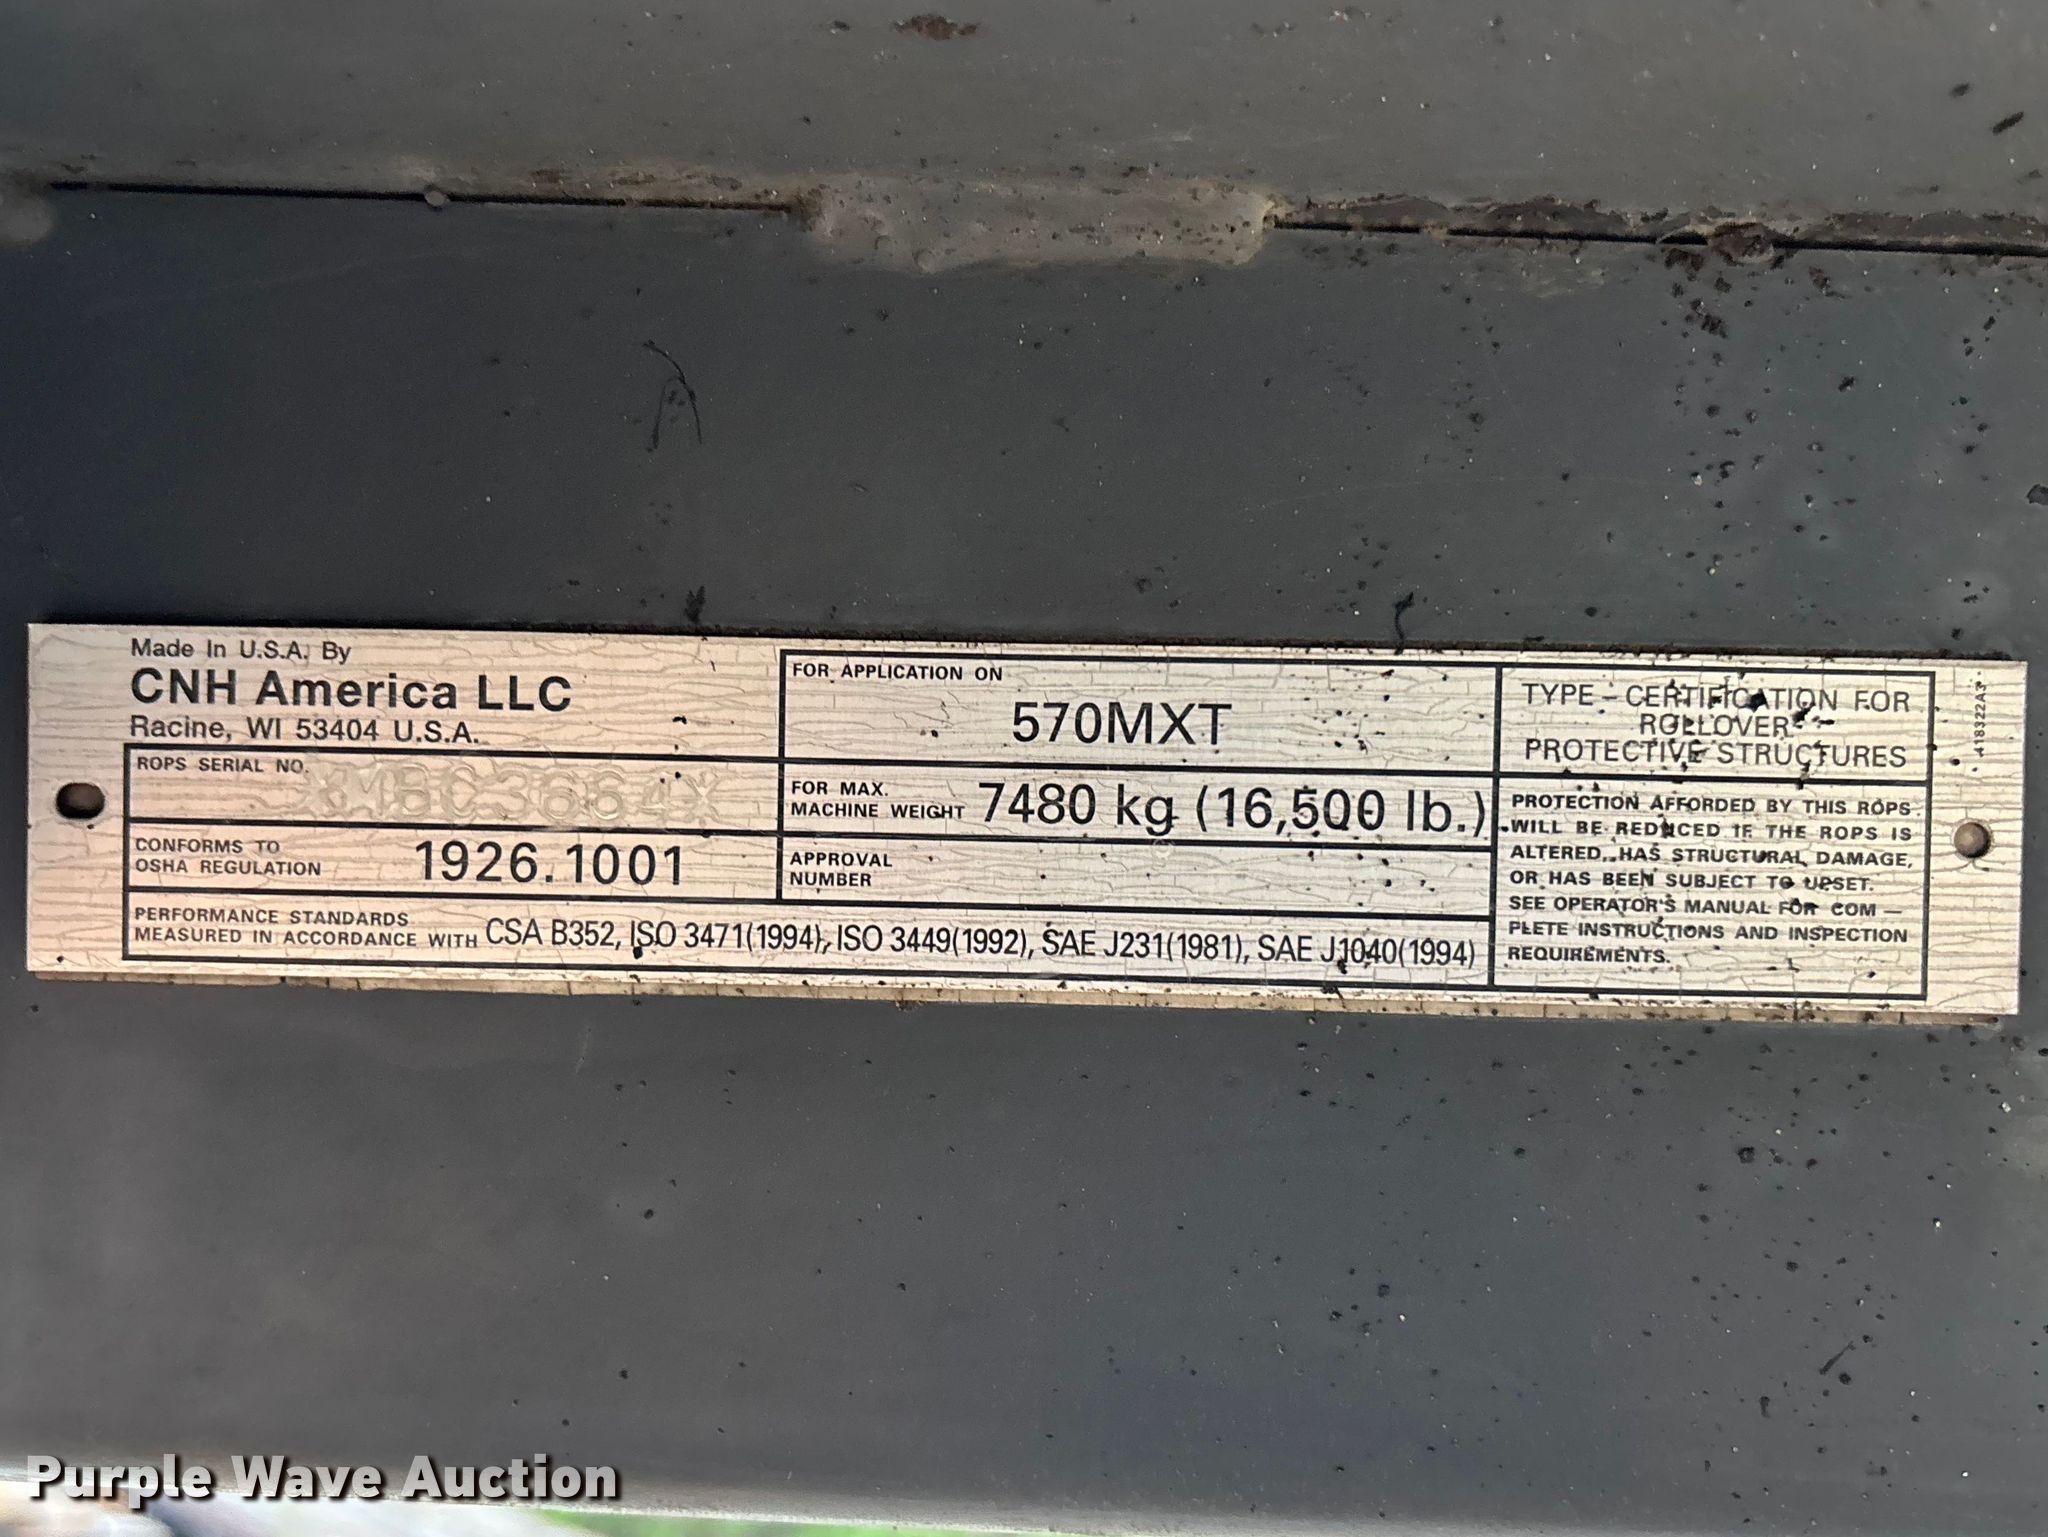 Made In U.S.A. By
CNH America LLC
Racine, WI 53404 U.S.A.
ROPS SERIAL NO.
CONFORMS TO
OSHA REGULATION 1926.1001
PERFORMANCE STANDARDS
MEASURED IN ACCORDANCE WITH CSA B352, ISO 3471(1994), ISO 3449(1992), SAE J231(1981), SAE J1040(1994)
FOR APPLICATION ON
570MXT
FOR MAX.
MACHINE WEIGHT 7480 kg (16,500 lb.)
APPROVAL
NUMBER
TYPE - CERTIFICATION FOR
ROLLOVER
PROTECTIVE STRUCTURES
PROTECTION AFFORDED BY THIS ROPS
WILL BE REDUCED IF THE ROPS IS
ALTERED, HAS STRUCTURAL DAMAGE,
OR HAS BEEN SUBJECT TO UPSET.
SEE OPERATOR'S MANUAL FOR COM —
PLETE INSTRUCTIONS AND INSPECTION
REQUIREMENTS.
418322A3
Purple Wave Auction